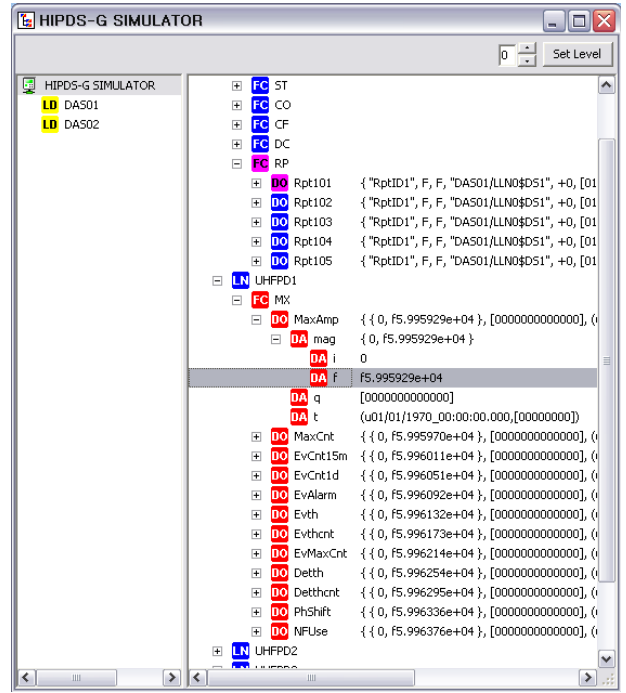 HIPDS-G SIMULATOR
0 Set Level
HIPDS-G SIMULATOR
LD DAS01
LD DAS02
FC ST
FC CO
FC CF
FC DC
FC RP
DO Rpt101 { "RptID1", F, F, "DAS01/LLN0$DS1", +0, [01
DO Rpt102 { "RptID1", F, F, "DAS01/LLN0$DS1", +0, [01
DO Rpt103 { "RptID1", F, F, "DAS01/LLN0$DS1", +0, [01
DO Rpt104 { "RptID1", F, F, "DAS01/LLN0$DS1", +0, [01
DO Rpt105 { "RptID1", F, F, "DAS01/LLN0$DS1", +0, [01
LN UHFPD1
FC MX
DO MaxAmp { { 0, f5.995929e+04 }, [0000000000000], (
DA mag { 0, f5.995929e+04 }
DA i 0
DA f f5.995929e+04
DA q [0000000000000]
DA t (u01/01/1970_00:00:00.000,[00000000])
DO MaxCnt { { 0, f5.995970e+04 }, [0000000000000], (
DO EvCnt15m { { 0, f5.996011e+04 }, [0000000000000], (
DO EvCnt1d { { 0, f5.996051e+04 }, [0000000000000], (
DO EvAlarm { { 0, f5.996092e+04 }, [0000000000000], (
DO Evth { { 0, f5.996132e+04 }, [0000000000000], (
DO Evthcnt { { 0, f5.996173e+04 }, [0000000000000], (
DO EvMaxCnt { { 0, f5.996214e+04 }, [0000000000000], (
DO Detth { { 0, f5.996254e+04 }, [0000000000000], (
DO Detthcnt { { 0, f5.996295e+04 }, [0000000000000], (
DO PhShift { { 0, f5.996336e+04 }, [0000000000000], (
DO NFUse { { 0, f5.996376e+04 }, [0000000000000], (
LN UHFPD2